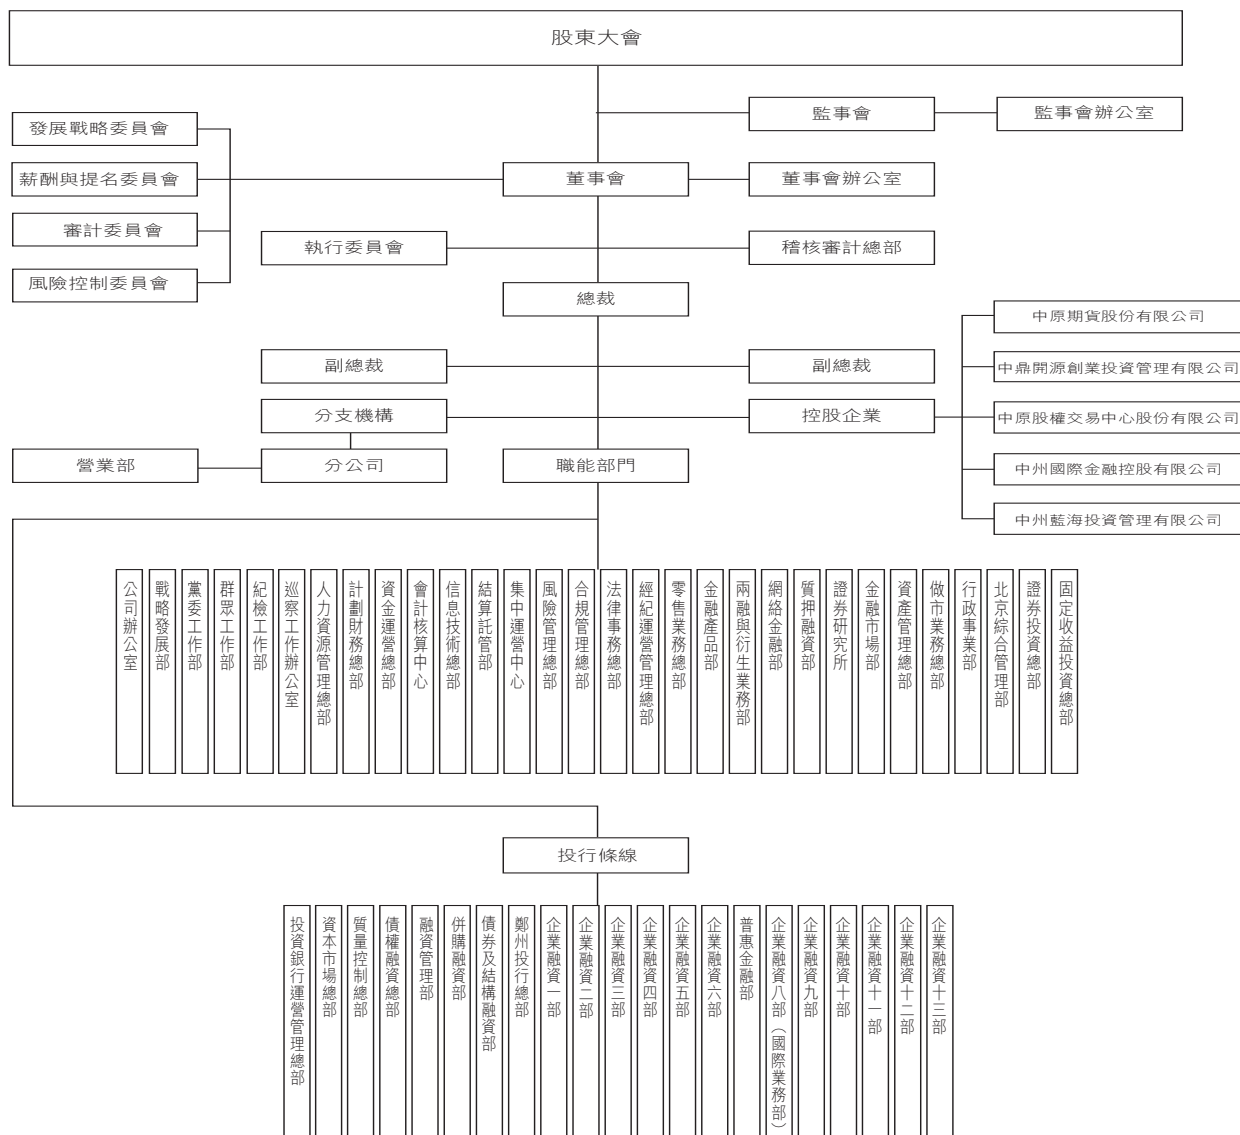 股東大會
監事會
監事會辦公室
發展戰略委員會
薪酬與提名委員會
董事會
董事會辦公室
審計委員會
執行委員會
稽核審計總部
風險控制委員會
總裁
中原期貨股份有限公司
副總裁
副總裁
中鼎開源創業投資管理有限公司
分支機構
控股企業
中原股權交易中心股份有限公司
營業部
分公司
職能部門
中州國際金融控股有限公司
中州藍海投資管理有限公司
公司辦公室
戰略發展部
黨委工作部
群眾工作部
紀檢工作部
巡察工作辦公室
人力資源管理總部
計劃財務總部
資金運營總部
會計核算中心
信息技術總部
結算託管部
集中運營中心
風險管理總部
合規管理總部
法律事務總部
經紀運營管理總部
零售業務總部
金融產品部
兩融與衍生業務部
網絡金融部
質押融資部
證券研究所
金融市場部
資產管理總部
做市業務總部
行政事業部
北京綜合管理部
證券投資總部
固定收益投資總部
投行條線
投資銀行運營管理總部
資本市場總部
質量控制總部
債權融資總部
融資管理部
併購融資部
債券及結構融資部
鄭州投行總部
企業融資一部
企業融資二部
企業融資三部
企業融資四部
企業融資五部
企業融資六部
普惠金融部
企業融資八部（國際業務部）
企業融資九部
企業融資十部
企業融資十一部
企業融資十二部
企業融資十三部